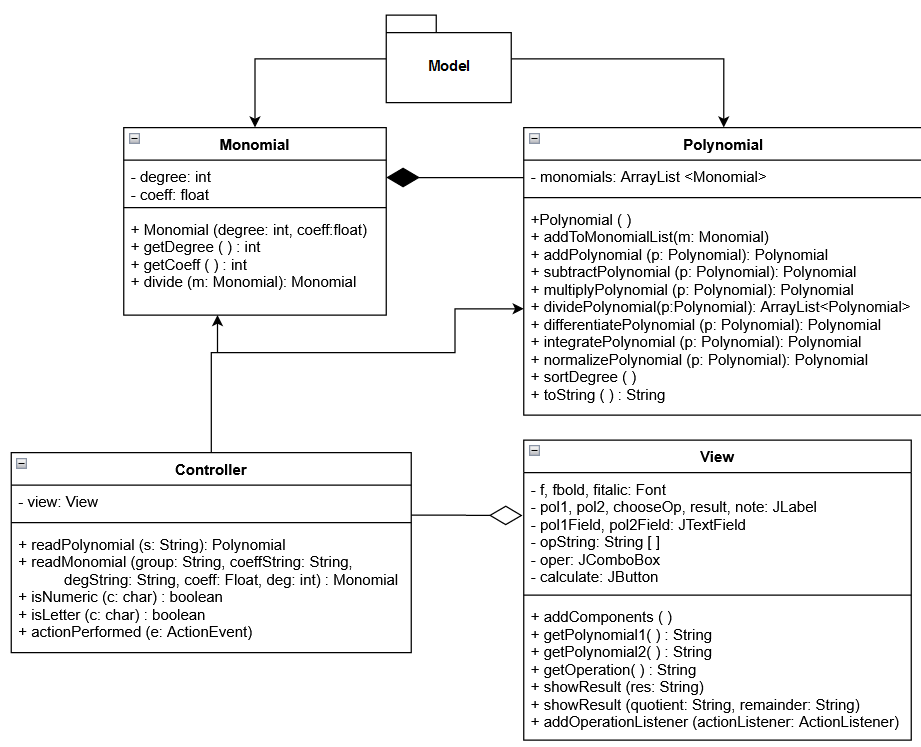 Model
Monomial
- degree: int
- coeff: float
+ Monomial (degree: int, coeff:float)
+ getDegree ( ) : int
+ getCoeff ( ) : int
+ divide (m: Monomial): Monomial
Polynomial
- monomials: ArrayList <Monomial>
+Polynomial ( )
+ addToMonomialList(m: Monomial)
+ addPolynomial (p: Polynomial): Polynomial
+ subtractPolynomial (p: Polynomial): Polynomial
+ multiplyPolynomial (p: Polynomial): Polynomial
+ dividePolynomial(p:Polynomial): ArrayList<Polynomial>
+ differentiatePolynomial (p: Polynomial): Polynomial
+ integratePolynomial (p: Polynomial): Polynomial
+ normalizePolynomial (p: Polynomial): Polynomial
+ sortDegree ( )
+ toString ( ) : String
Controller
- view: View
+ readPolynomial (s: String): Polynomial
+ readMonomial (group: String, coeffString: String,
degString: String, coeff: Float, deg: int) : Monomial
+ isNumeric (c: char) : boolean
+ isLetter (c: char) : boolean
+ actionPerformed (e: ActionEvent)
View
- f, fbold, fitalic: Font
- pol1, pol2, chooseOp, result, note: JLabel
- pol1Field, pol2Field: JTextField
- opString: String [ ]
- oper: JComboBox
- calculate: JButton
+ addComponents ( )
+ getPolynomial1( ) : String
+ getPolynomial2( ) : String
+ getOperation( ) : String
+ showResult (res: String)
+ showResult (quotient: String, remainder: String)
+ addOperationListener (actionListener: ActionListener)